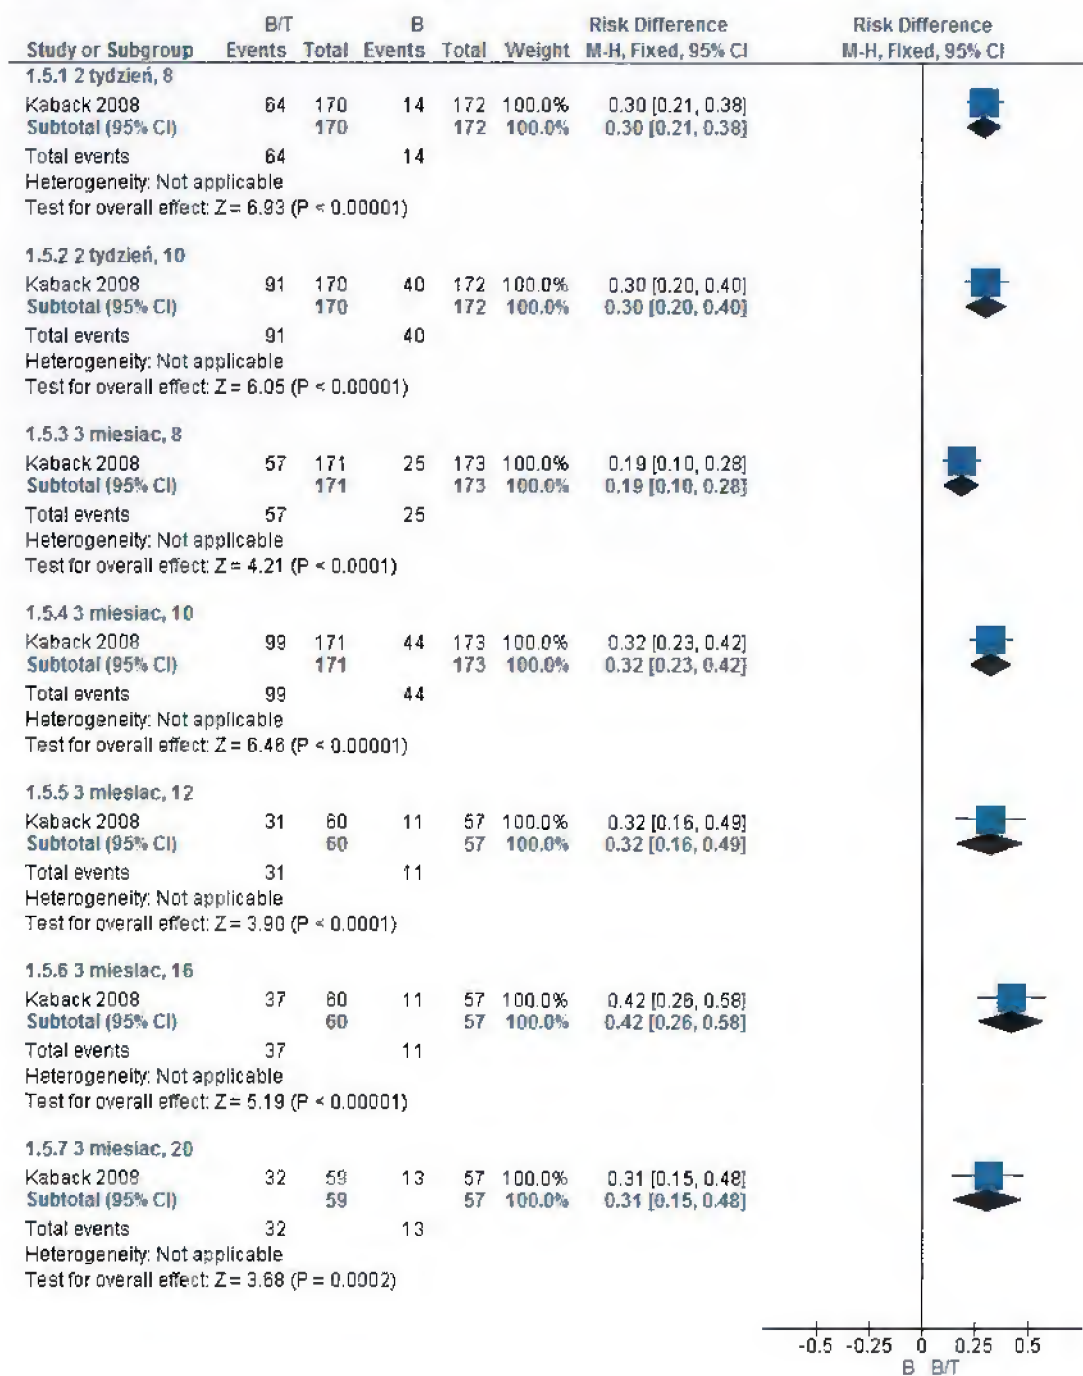 B/T B Risk Difference Risk Difference
Study or Subgroup Events Total Events Total Weight M-H, Fixed, 95% CI M-H, Fixed, 95% CI
1.5.1 2 tydzień, 8
Kaback 2008 64 170 14 172 100.0% 0.30 [0.21, 0.38]
Subtotal (95% CI) 170 172 100.0% 0.30 [0.21, 0.38]
Total events 64 14
Heterogeneity: Not applicable
Test for overall effect: Z = 6.93 (P < 0.00001)
1.5.2 2 tydzień, 10
Kaback 2008 91 170 40 172 100.0% 0.30 [0.20, 0.40]
Subtotal (95% CI) 170 172 100.0% 0.30 [0.20, 0.40]
Total events 91 40
Heterogeneity: Not applicable
Test for overall effect: Z = 6.05 (P < 0.00001)
1.5.3 3 miesiac, 8
Kaback 2008 57 171 25 173 100.0% 0.19 [0.10, 0.28]
Subtotal (95% CI) 171 173 100.0% 0.19 [0.10, 0.28]
Total events 57 25
Heterogeneity: Not applicable
Test for overall effect: Z = 4.21 (P < 0.0001)
1.5.4 3 miesiac, 10
Kaback 2008 99 171 44 173 100.0% 0.32 [0.23, 0.42]
Subtotal (95% CI) 171 173 100.0% 0.32 [0.23, 0.42]
Total events 99 44
Heterogeneity: Not applicable
Test for overall effect: Z = 6.46 (P < 0.00001)
1.5.5 3 miesiac, 12
Kaback 2008 31 60 11 57 100.0% 0.32 [0.16, 0.49]
Subtotal (95% CI) 60 57 100.0% 0.32 [0.16, 0.49]
Total events 31 11
Heterogeneity: Not applicable
Test for overall effect: Z = 3.90 (P < 0.0001)
1.5.6 3 miesiac, 16
Kaback 2008 37 60 11 57 100.0% 0.42 [0.26, 0.58]
Subtotal (95% CI) 60 57 100.0% 0.42 [0.26, 0.58]
Total events 37 11
Heterogeneity: Not applicable
Test for overall effect: Z = 5.19 (P < 0.00001)
1.5.7 3 miesiac, 20
Kaback 2008 32 59 13 57 100.0% 0.31 [0.15, 0.48]
Subtotal (95% CI) 59 57 100.0% 0.31 [0.15, 0.48]
Total events 32 13
Heterogeneity: Not applicable
Test for overall effect: Z = 3.68 (P = 0.0002)
-0.5 -0.25 0 0.25 0.5
B B/T